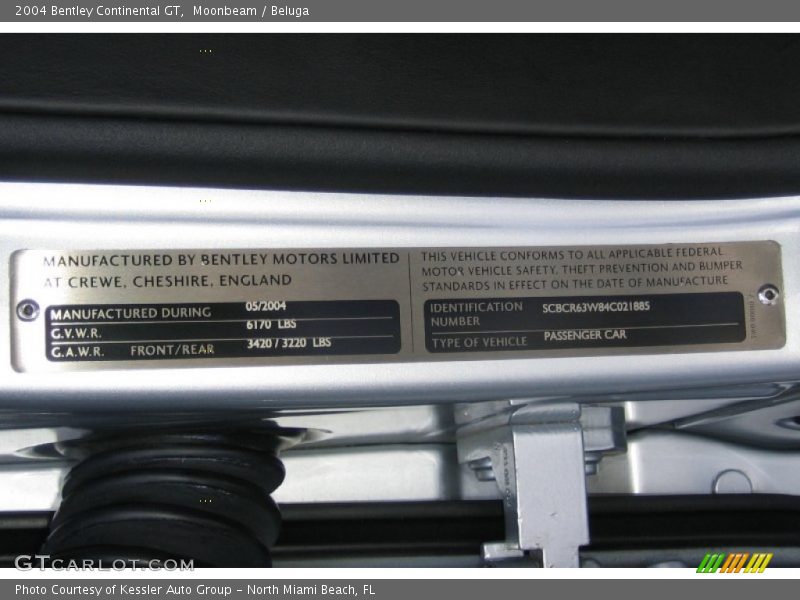 2004 Bentley Continental GT, Moonbeam / Beluga
MANUFACTURED BY BENTLEY MOTORS LIMITED
AT CREWE, CHESHIRE, ENGLAND
MANUFACTURED DURING 05/2004
G.V.W.R. 6170 LBS
G.A.W.R. FRONT/REAR 3420 / 3220 LBS
THIS VEHICLE CONFORMS TO ALL APPLICABLE FEDERAL
MOTOR VEHICLE SAFETY, THEFT PREVENTION AND BUMPER
STANDARDS IN EFFECT ON THE DATE OF MANUFACTURE
IDENTIFICATION SCBCR63W84C021885
NUMBER
TYPE OF VEHICLE PASSENGER CAR
GTCARLOT.COM
Photo Courtesy of Kessler Auto Group - North Miami Beach, FL